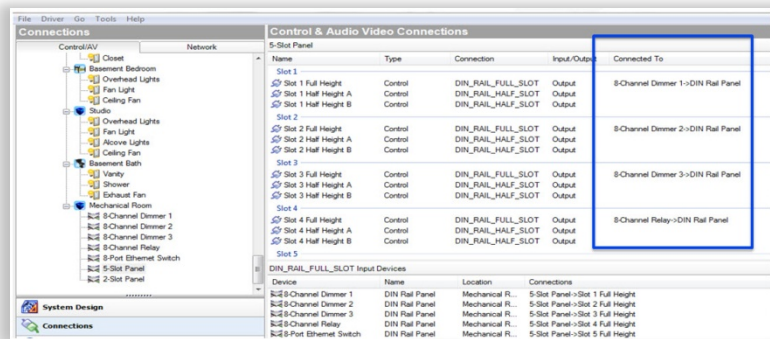 File Driver Go Tools Help
Connections
Control/AV Network
Closet
Basement Bedroom
Overhead Lights
Fan Light
Ceiling Fan
Studio
Overhead Lights
Fan Light
Alcove Lights
Ceiling Fan
Basement Bath
Vanity
Shower
Exhaust Fan
Mechanical Room
8-Channel Dimmer 1
8-Channel Dimmer 2
8-Channel Dimmer 3
8-Channel Relay
8-Port Ethernet Switch
5-Slot Panel
2-Slot Panel
System Design
Connections
Control & Audio Video Connections
5-Slot Panel
Name Type Connection Input/Output Connected To
Slot 1
Slot 1 Full Height Control DIN_RAIL_FULL_SLOT Output 8-Channel Dimmer 1->DIN Rail Panel
Slot 1 Half Height A Control DIN_RAIL_HALF_SLOT Output
Slot 1 Half Height B Control DIN_RAIL_HALF_SLOT Output
Slot 2
Slot 2 Full Height Control DIN_RAIL_FULL_SLOT Output 8-Channel Dimmer 2->DIN Rail Panel
Slot 2 Half Height A Control DIN_RAIL_HALF_SLOT Output
Slot 2 Half Height B Control DIN_RAIL_HALF_SLOT Output
Slot 3
Slot 3 Full Height Control DIN_RAIL_FULL_SLOT Output 8-Channel Dimmer 3->DIN Rail Panel
Slot 3 Half Height A Control DIN_RAIL_HALF_SLOT Output
Slot 3 Half Height B Control DIN_RAIL_HALF_SLOT Output
Slot 4
Slot 4 Full Height Control DIN_RAIL_FULL_SLOT Output 8-Channel Relay->DIN Rail Panel
Slot 4 Half Height A Control DIN_RAIL_HALF_SLOT Output
Slot 4 Half Height B Control DIN_RAIL_HALF_SLOT Output
Slot 5
DIN_RAIL_FULL_SLOT Input Devices
Device Name Location Connections
8-Channel Dimmer 1 DIN Rail Panel Mechanical R... 5-Slot Panel->Slot 1 Full Height
8-Channel Dimmer 2 DIN Rail Panel Mechanical R... 5-Slot Panel->Slot 2 Full Height
8-Channel Dimmer 3 DIN Rail Panel Mechanical R... 5-Slot Panel->Slot 3 Full Height
8-Channel Relay DIN Rail Panel Mechanical R... 5-Slot Panel->Slot 4 Full Height
8-Port Ethernet Switch DIN Rail Panel Mechanical R... 5-Slot Panel->Slot 5 Full Height